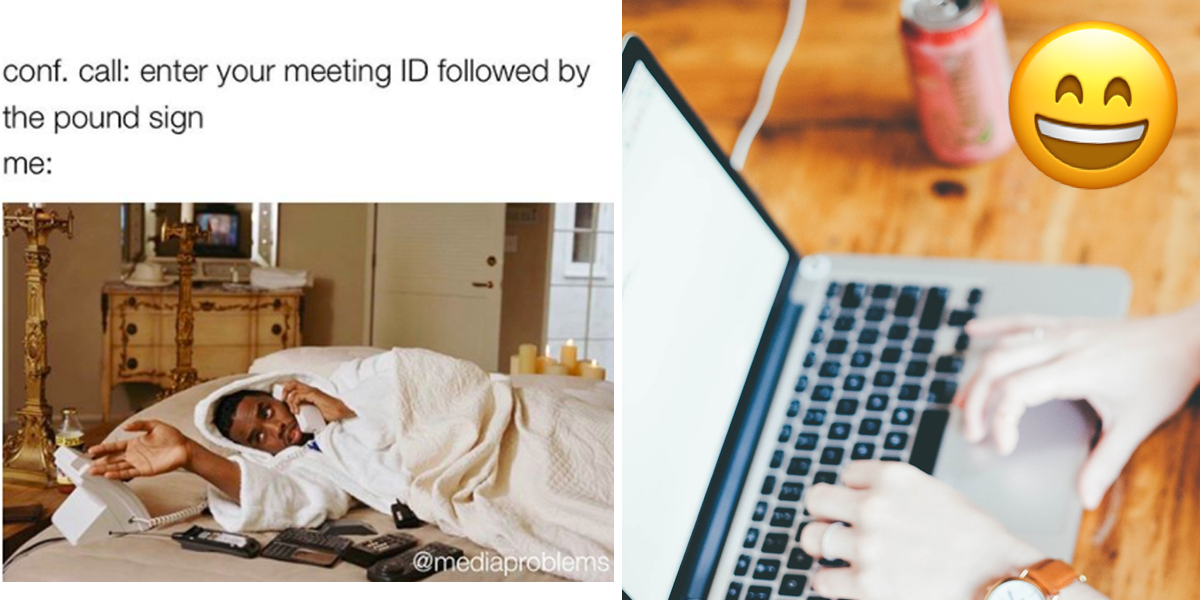 conf. call: enter your meeting ID followed by
the pound sign
me:
@mediaproblems